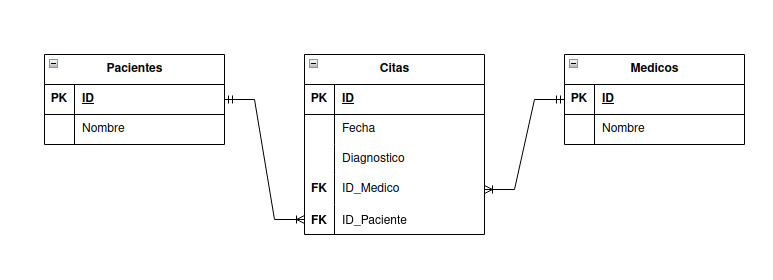 Pacientes
PK ID
Nombre
Citas
PK ID
Fecha
Diagnostico
FK ID_Medico
FK ID_Paciente
Medicos
PK ID
Nombre